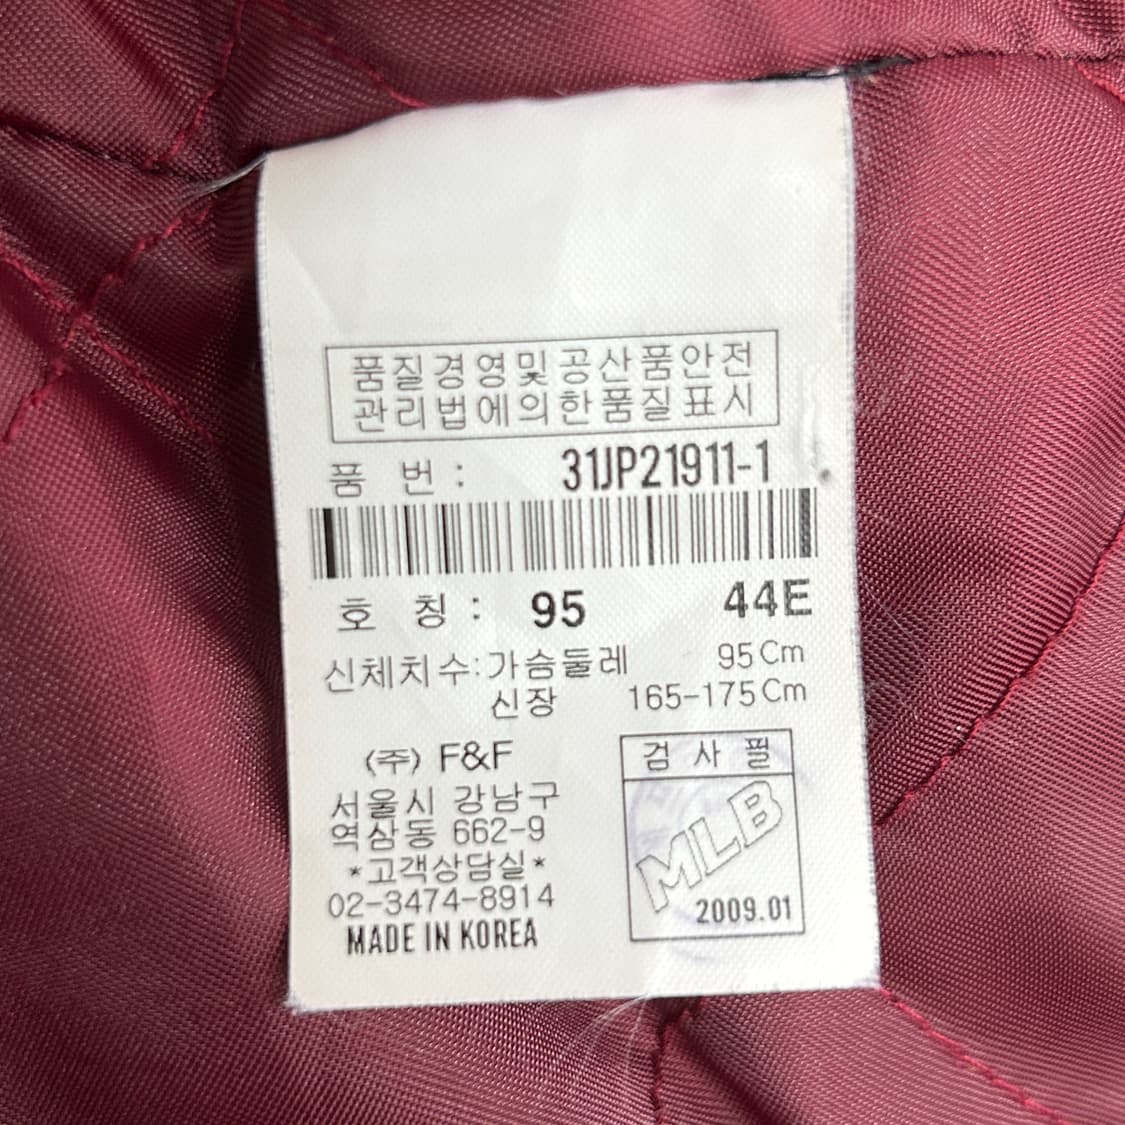 품질경영및공산품안전
관리법에의한품질표시
품 번 : 31JP21911-1
호 칭 : 95 44E
신체치수:가슴둘레 95Cm
신장 165-175Cm
(주) F&F
서울시 강남구
역삼동 662-9
*고객상담실*
02-3474-8914
MADE IN KOREA
검 사 필
MLB
2009.01